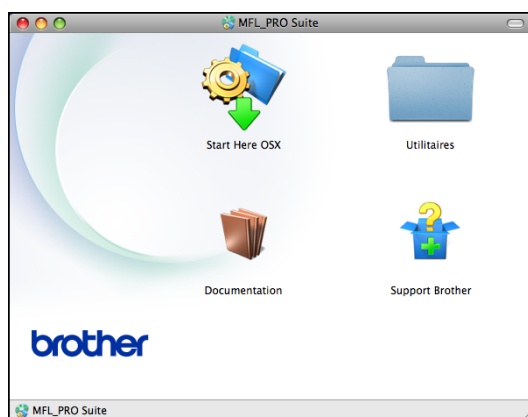 MFL_PRO Suite
Start Here OSX
Utilitaires
Documentation
Support Brother
brother
MFL_PRO Suite